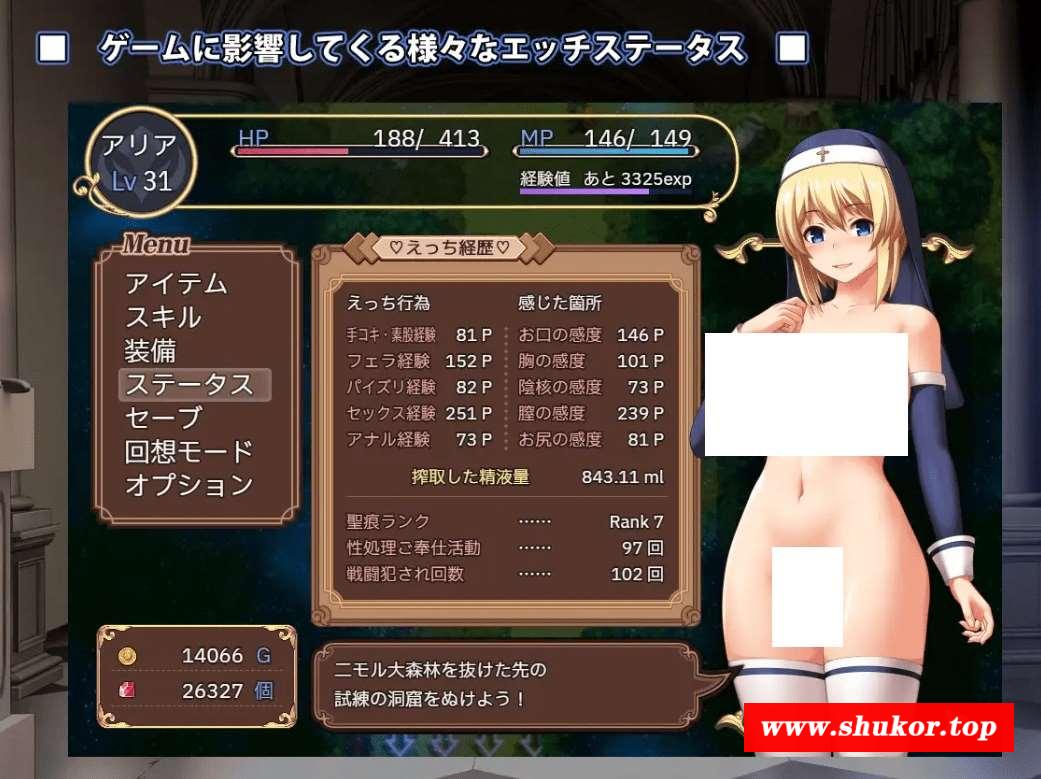 ■ ゲームに影響してくる様々なエッチステータス ■
アリア
Lv 31
HP 188/ 413 MP 146/ 149
経験値 あと 3325exp
Menu
アイテム
スキル
装備
ステータス
セーブ
回想モード
オプション
♡えっち経歴♡
えっち行為 感じた箇所
手コキ・素股経験 81 P お口の感度 146 P
フェラ経験 152 P 胸の感度 101 P
パイズリ経験 82 P 陰核の感度 73 P
セックス経験 251 P 膣の感度 239 P
アナル経験 73 P お尻の感度 81 P
搾取した精液量 843.11 ml
聖痕ランク …… Rank 7
性処理ご奉仕活動 …… 97 回
戦闘犯され回数 …… 102 回
14066 G
26327 個
ニモル大森林を抜けた先の
試練の洞窟をぬけよう！
www.shukor.top